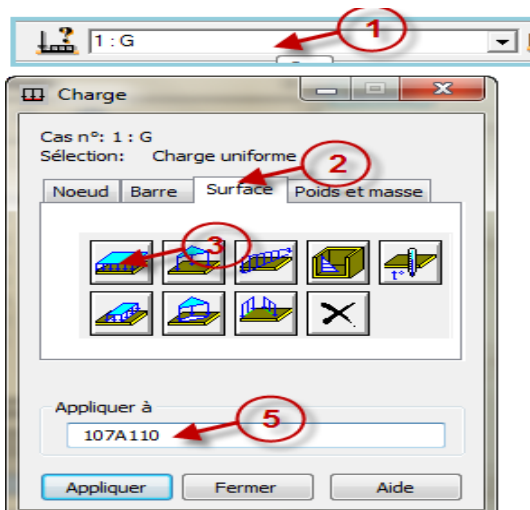 1 : G
1
Charge
Cas n°: 1 : G
Sélection: Charge uniforme
2
Noeud Barre Surface Poids et masse
3
t°
Appliquer à
107A110
5
Appliquer Fermer Aide